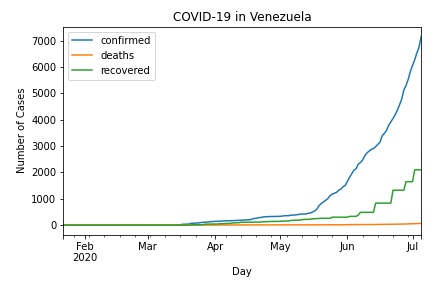 COVID-19 in Venezuela
confirmed
deaths
recovered
Number of Cases
7000
6000
5000
4000
3000
2000
1000
0
Feb
2020
Mar
Apr
May
Jun
Jul
Day